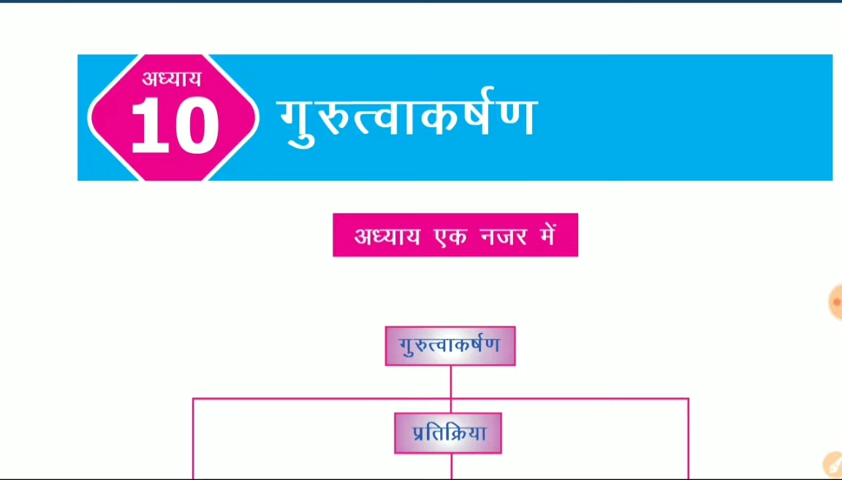 अध्याय
10
गुरुत्वाकर्षण
अध्याय एक नजर में
गुरुत्वाकर्षण
प्रतिक्रिया